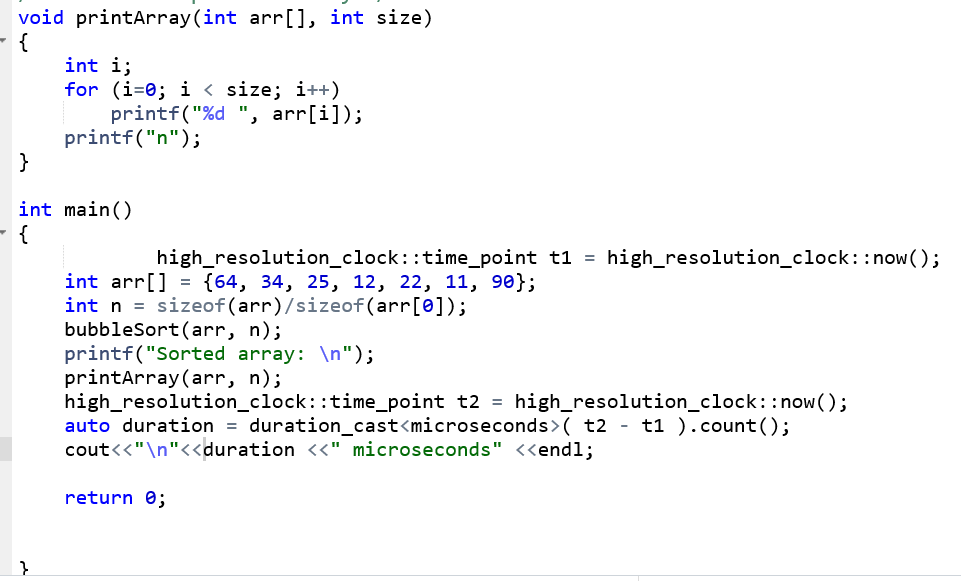 void printArray(int arr[], int size)
{
    int i;
    for (i=0; i < size; i++)
        printf("%d ", arr[i]);
    printf("n");
}

int main()
{
            high_resolution_clock::time_point t1 = high_resolution_clock::now();
    int arr[] = {64, 34, 25, 12, 22, 11, 90};
    int n = sizeof(arr)/sizeof(arr[0]);
    bubbleSort(arr, n);
    printf("Sorted array: \n");
    printArray(arr, n);
    high_resolution_clock::time_point t2 = high_resolution_clock::now();
    auto duration = duration_cast<microseconds>( t2 - t1 ).count();
    cout<<"\n"<<duration <<" microseconds" <<endl;

    return 0;


}